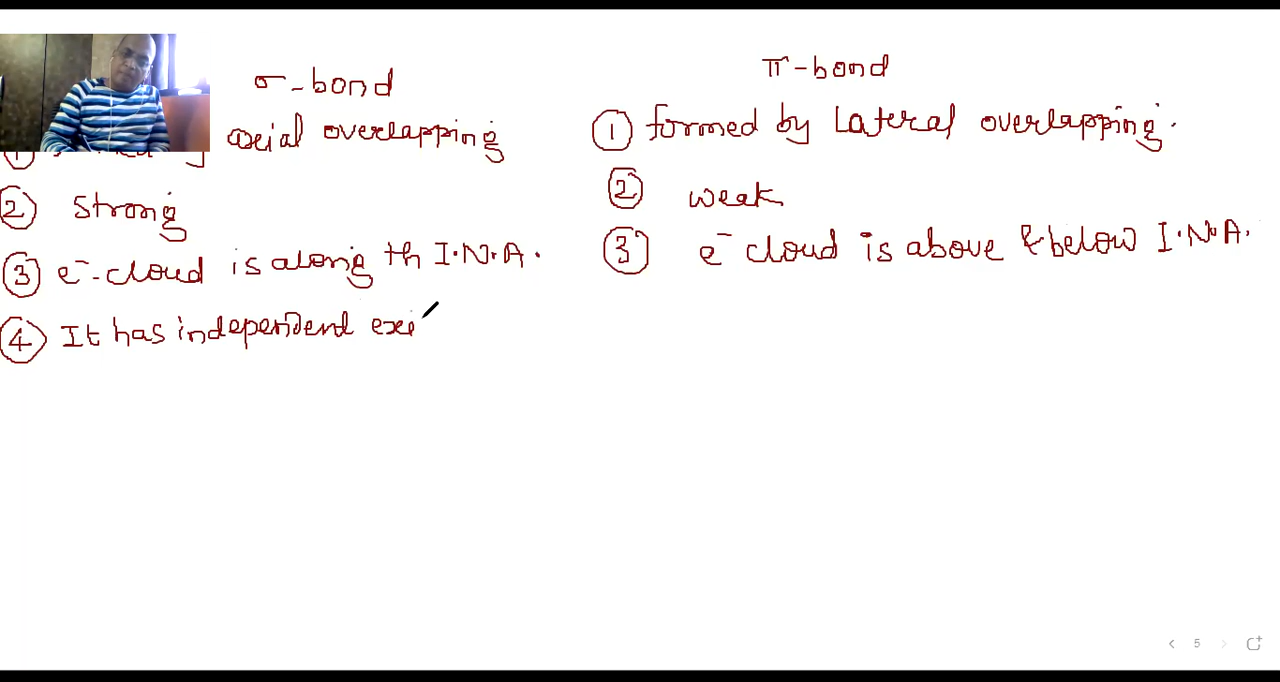 σ-bond
axial overlapping
② Strong
③ e⁻-cloud is along th I.N.A.
④ It has independent exi
π-bond
① formed by Lateral overlapping.
② weak
③ e⁻ cloud is above & below I.N.A.
5